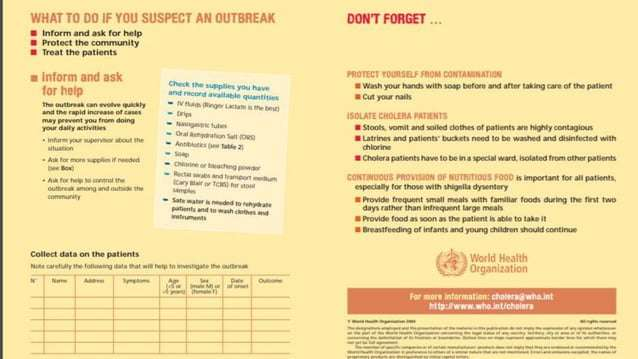 WHAT TO DO IF YOU SUSPECT AN OUTBREAK
Inform and ask for help
Protect the community
Treat the patients
Inform and ask
for help
The outbreak can evolve quickly
and the rapid increase of cases
may prevent you from doing
your daily activities
• Inform your supervisor about the
situation
• Ask for more supplies if needed
(see Box)
• Ask for help to control the
outbreak among and outside the
community
Check the supplies you have
and record available quantities
IV fluids (Ringer Lactate is the best)
Drips
Nasogastric tubes
Oral Rehydration Salt (ORS)
Antibiotics (see Table 2)
Soap
Chlorine or bleaching powder
Rectal swabs and transport medium
(Cary Blair or TCBS) for stool
samples
Safe water is needed to rehydrate
patients and to wash clothes and
instruments
Collect data on the patients
Note carefully the following data that will help to investigate the outbreak
N° Name Address Symptoms Age (<5 or >5 years) Sex (male M) or (female F) Date of onset Outcome
DON'T FORGET ...
PROTECT YOURSELF FROM CONTAMINATION
Wash your hands with soap before and after taking care of the patient
Cut your nails
ISOLATE CHOLERA PATIENTS
Stools, vomit and soiled clothes of patients are highly contagious
Latrines and patients' buckets need to be washed and disinfected with
chlorine
Cholera patients have to be in a special ward, isolated from other patients
CONTINUOUS PROVISION OF NUTRITIOUS FOOD is important for all patients,
especially for those with shigella dysentery
Provide frequent small meals with familiar foods during the first two
days rather than infrequent large meals
Provide food as soon as the patient is able to take it
Breastfeeding of infants and young children should continue
World Health
Organization
For more information: cholera@who.int
http://www.who.int/cholera
© World Health Organization 2004 All rights reserved